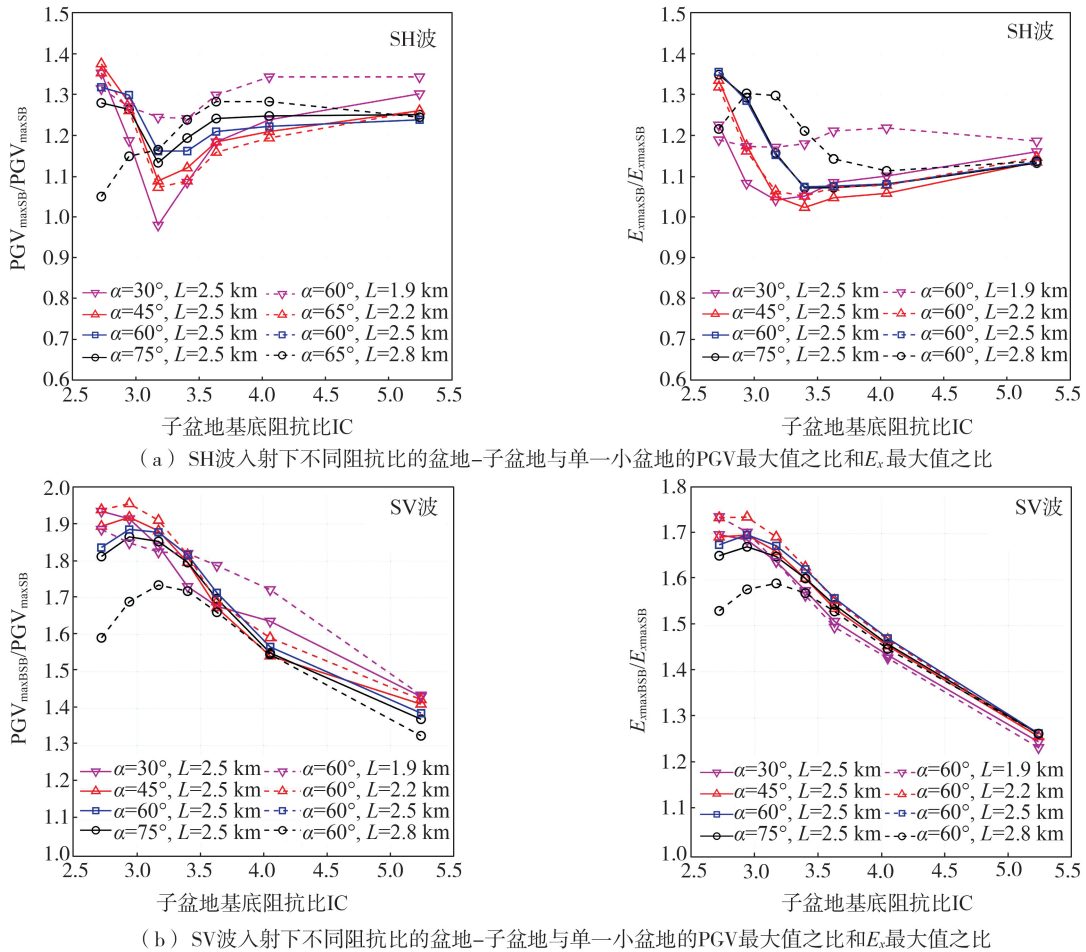 1.5
1.4
1.3
1.2
1.1
1.0
0.9
0.8
0.7
0.6
PGVmaxSB/PGVmaxSB
SH波
α=30°, L=2.5 km
α=60°, L=1.9 km
α=45°, L=2.5 km
α=65°, L=2.2 km
α=60°, L=2.5 km
α=60°, L=2.5 km
α=75°, L=2.5 km
α=65°, L=2.8 km
2.5 3.0 3.5 4.0 4.5 5.0 5.5
子盆地基底阻抗比IC
1.5
1.4
1.3
1.2
1.1
1.0
0.9
0.8
0.7
0.6
ExmaxSB/ExmaxSB
SH波
α=30°, L=2.5 km
α=60°, L=1.9 km
α=45°, L=2.5 km
α=60°, L=2.2 km
α=60°, L=2.5 km
α=60°, L=2.5 km
α=75°, L=2.5 km
α=60°, L=2.8 km
2.5 3.0 3.5 4.0 4.5 5.0 5.5
子盆地基底阻抗比IC
(a) SH波入射下不同阻抗比的盆地-子盆地与单一小盆地的PGV最大值之比和Ex最大值之比
2.0
1.9
1.8
1.7
1.6
1.5
1.4
1.3
1.2
1.1
1.0
PGVmaxBSB/PGVmaxSB
SV波
α=30°, L=2.5 km
α=60°, L=1.9 km
α=45°, L=2.5 km
α=60°, L=2.2 km
α=60°, L=2.5 km
α=60°, L=2.5 km
α=75°, L=2.5 km
α=60°, L=2.8 km
2.5 3.0 3.5 4.0 4.5 5.0 5.5
子盆地基底阻抗比IC
1.8
1.7
1.6
1.5
1.4
1.3
1.2
1.1
1.0
ExmaxBSB/ExmaxSB
SV波
α=30°, L=2.5 km
α=60°, L=1.9 km
α=45°, L=2.5 km
α=60°, L=2.2 km
α=60°, L=2.5 km
α=60°, L=2.5 km
α=75°, L=2.5 km
α=60°, L=2.8 km
2.5 3.0 3.5 4.0 4.5 5.0 5.5
子盆地基底阻抗比IC
(b) SV波入射下不同阻抗比的盆地-子盆地与单一小盆地的PGV最大值之比和Ex最大值之比